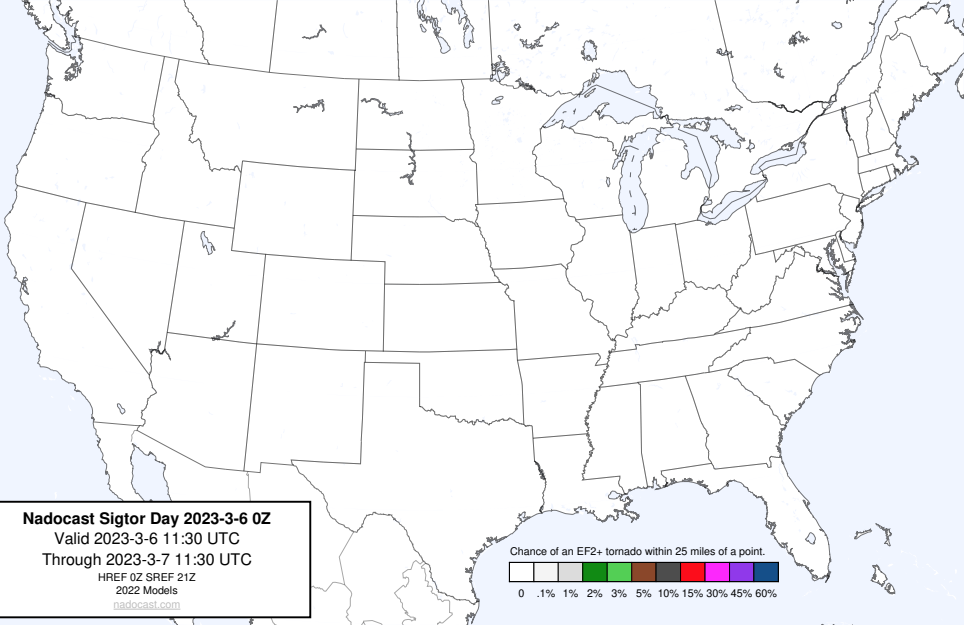 Nadocast Sigtor Day 2023-3-6 0Z
Valid 2023-3-6 11:30 UTC
Through 2023-3-7 11:30 UTC
HREF 0Z SREF 21Z
2022 Models
nadocast.com
Chance of an EF2+ tornado within 25 miles of a point.
0 .1% 1% 2% 3% 5% 10% 15% 30% 45% 60%